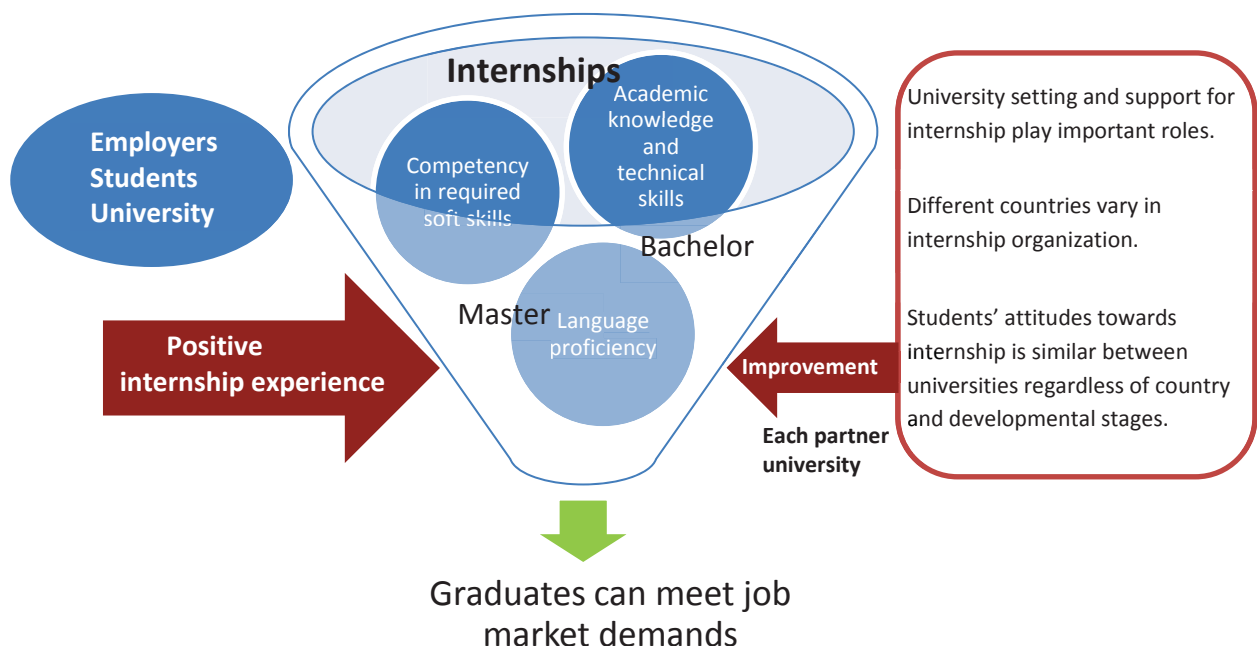 Internships
Employers
Students
University
Competency
in required
soft skills
Academic
knowledge
and
technical
skills
Bachelor
Master
Language
proficiency
Positive
internship experience
Improvement
Each partner
university
University setting and support for
internship play important roles.
Different countries vary in
internship organization.
Students’ attitudes towards
internship is similar between
universities regardless of country
and developmental stages.
Graduates can meet job
market demands